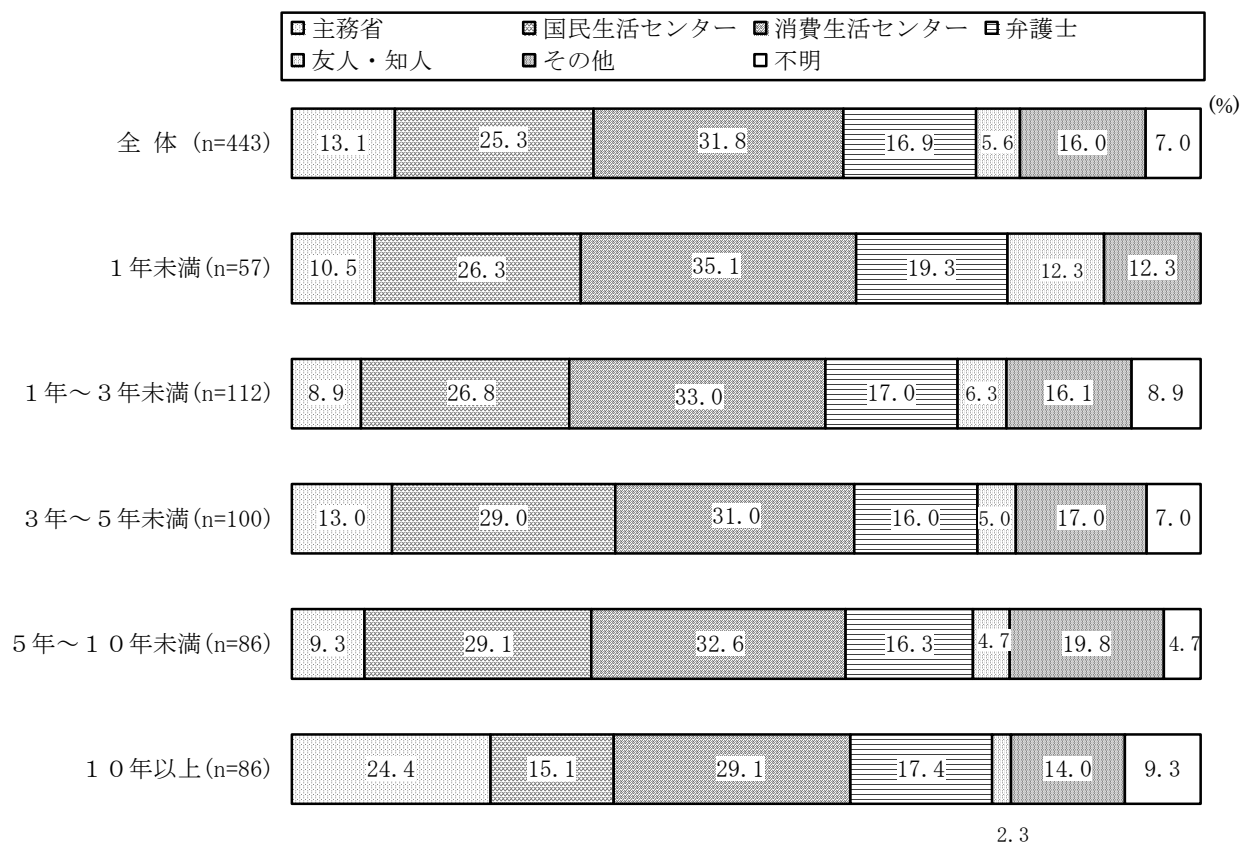 主務省 国民生活センター 消費生活センター 弁護士
友人・知人 その他 不明
(%)
全 体 (n=443) 13.1 25.3 31.8 16.9 5.6 16.0 7.0
１年未満(n=57) 10.5 26.3 35.1 19.3 12.3 12.3
１年～３年未満(n=112) 8.9 26.8 33.0 17.0 6.3 16.1 8.9
３年～５年未満(n=100) 13.0 29.0 31.0 16.0 5.0 17.0 7.0
５年～１０年未満(n=86) 9.3 29.1 32.6 16.3 4.7 19.8 4.7
１０年以上(n=86) 24.4 15.1 29.1 17.4 14.0 9.3
2.3